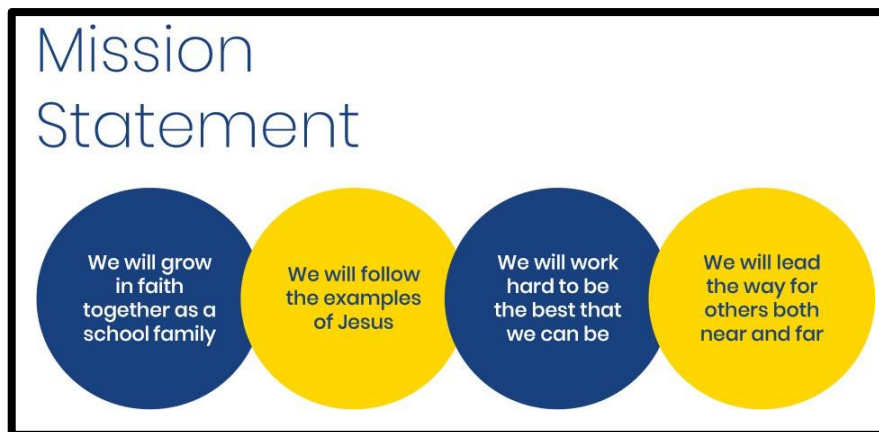 Mission
Statement
We will grow
in faith
together as a
school family
We will follow
the examples
of Jesus
We will work
hard to be
the best that
we can be
We will lead
the way for
others both
near and far